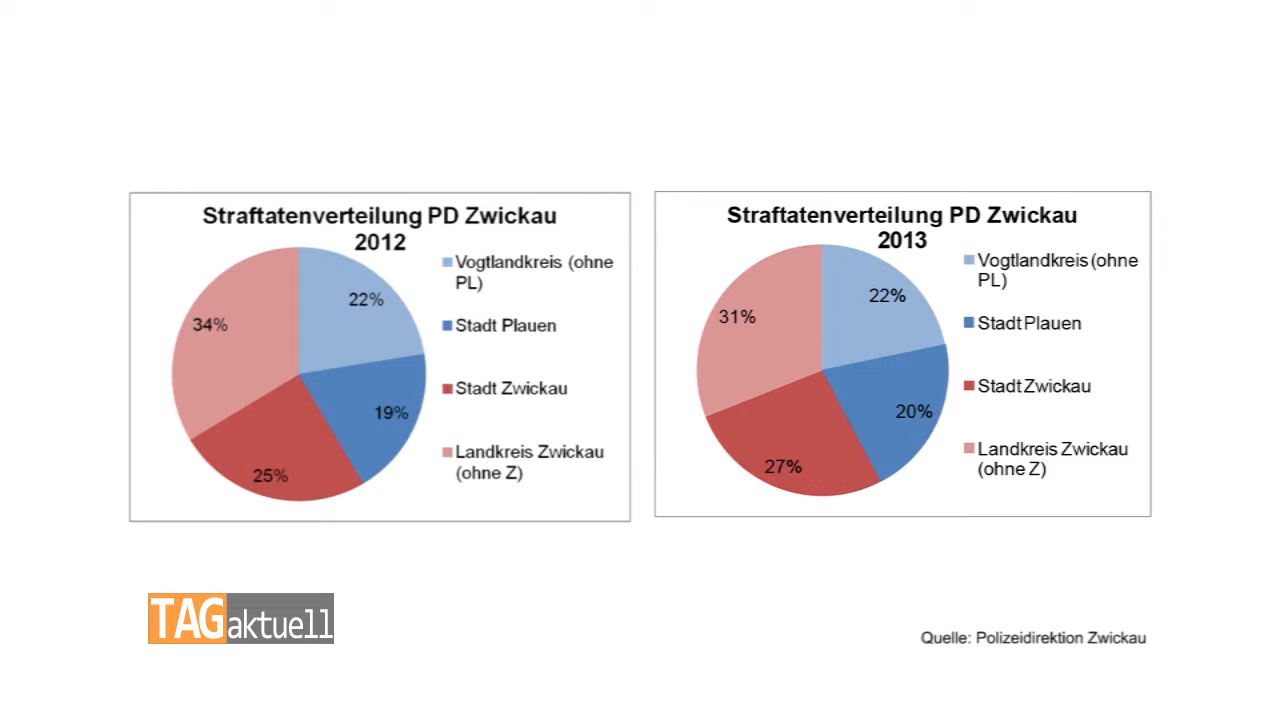 Straftatenverteilung PD Zwickau
2012
22%
19%
25%
34%
Vogtlandkreis (ohne
PL)
Stadt Plauen
Stadt Zwickau
Landkreis Zwickau
(ohne Z)
Straftatenverteilung PD Zwickau
2013
22%
20%
27%
31%
Vogtlandkreis (ohne
PL)
Stadt Plauen
Stadt Zwickau
Landkreis Zwickau
(ohne Z)
TAGaktuell
Quelle: Polizeidirektion Zwickau